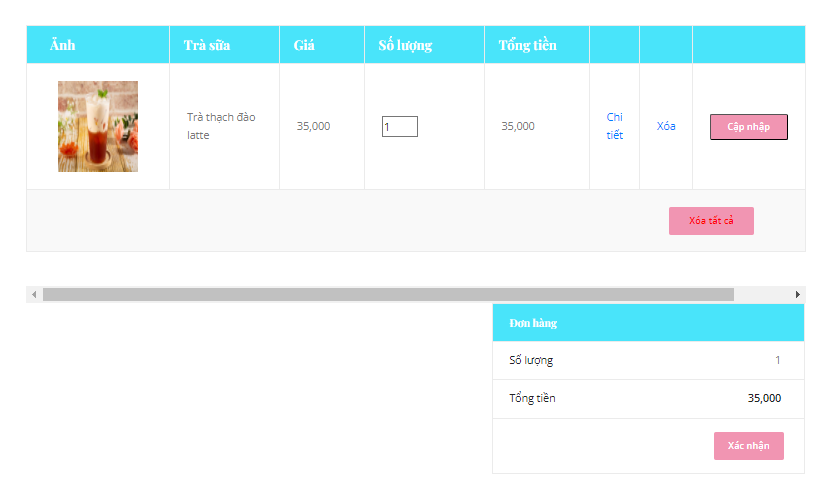 Ãnh Trà sữa Giá Số lượng Tổng tiền
Trà thạch đào
latte
35,000
1
35,000
Chi
tiết
Xóa
Cập nhập
Xóa tất cả
Đơn hàng
Số lượng 1
Tổng tiền 35,000
Xác nhận